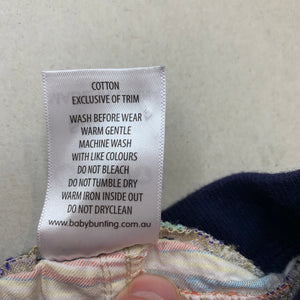 COTTON
EXCLUSIVE OF TRIM
WASH BEFORE WEAR
WARM GENTLE
MACHINE WASH
WITH LIKE COLOURS
DO NOT BLEACH
DO NOT TUMBLE DRY
WARM IRON INSIDE OUT
DO NOT DRYCLEAN
www.babybunting.com.au